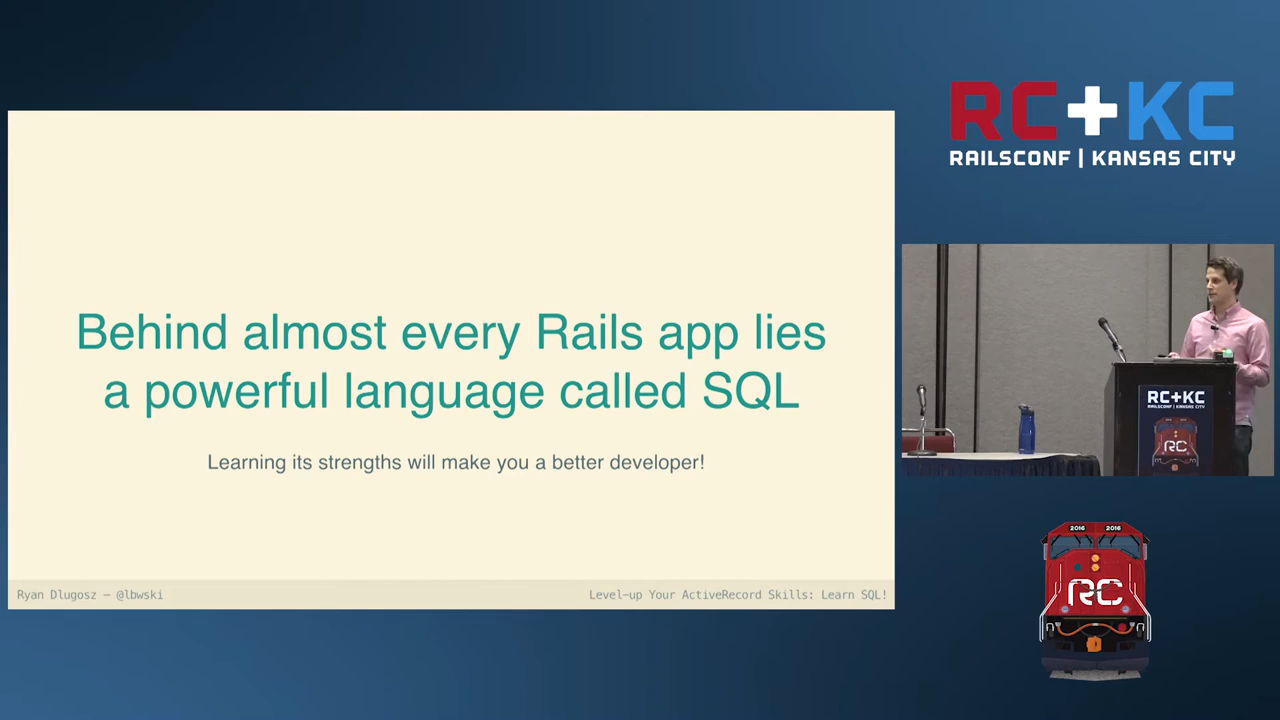 RC+KC
RAILSCONF | KANSAS CITY
Behind almost every Rails app lies
a powerful language called SQL
Learning its strengths will make you a better developer!
Ryan Dlugosz — @lbwski
Level-up Your ActiveRecord Skills: Learn SQL!
RC+KC
RAILSCONF | KANSAS CITY
RC
2016 2016
RC